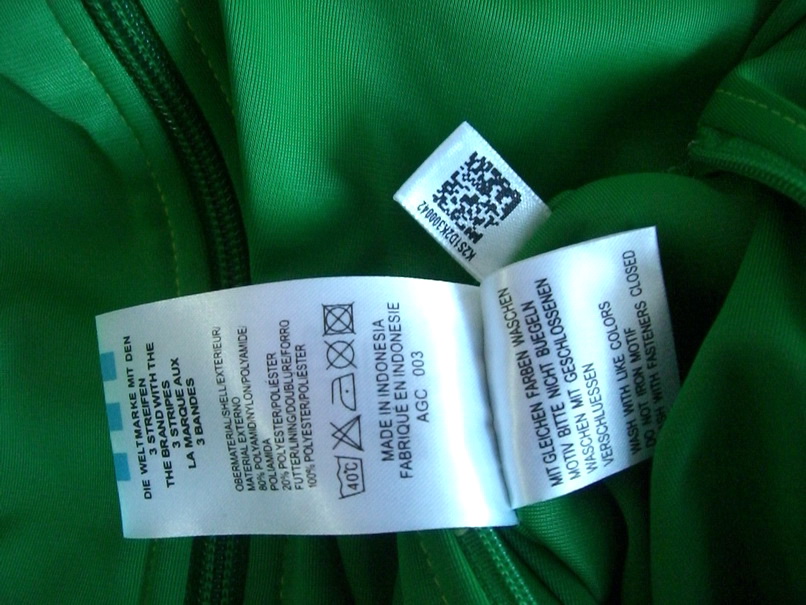 DIE WELTMARKE MIT DEN
3 STREIFEN
THE BRAND WITH THE
3 STRIPES
LA MARQUE AUX
3 BANDES
OBERMATERIAL/SHELL/EXTERIEUR/
MATERIAL EXTERNO
80% POLYAMID/NYLON/POLYAMIDE/
POLIAMIDA
20% POLYESTER/POLIÉSTER
FUTTER/LINING/DOUBLURE/FORRO
100% POLYESTER/POLIÉSTER
40°C
MADE IN INDONESIA
FABRIQUE EN INDONESIE
AGC 003
K2S1D2K300042
MIT GLEICHEN FARBEN WASCHEN
MOTIV BITTE NICHT BUEGELN
WASCHEN MIT GESCHLOSSENEN
VERSCHLUESSEN
WASH WITH LIKE COLORS
DO NOT IRON MOTIF
WITH FASTENERS CLOSED